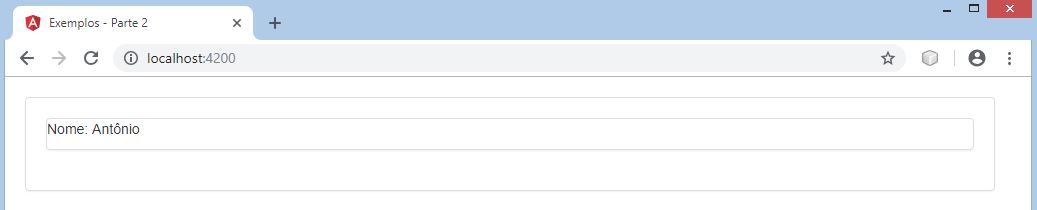 Exemplos - Parte 2
localhost:4200
Nome: Antônio